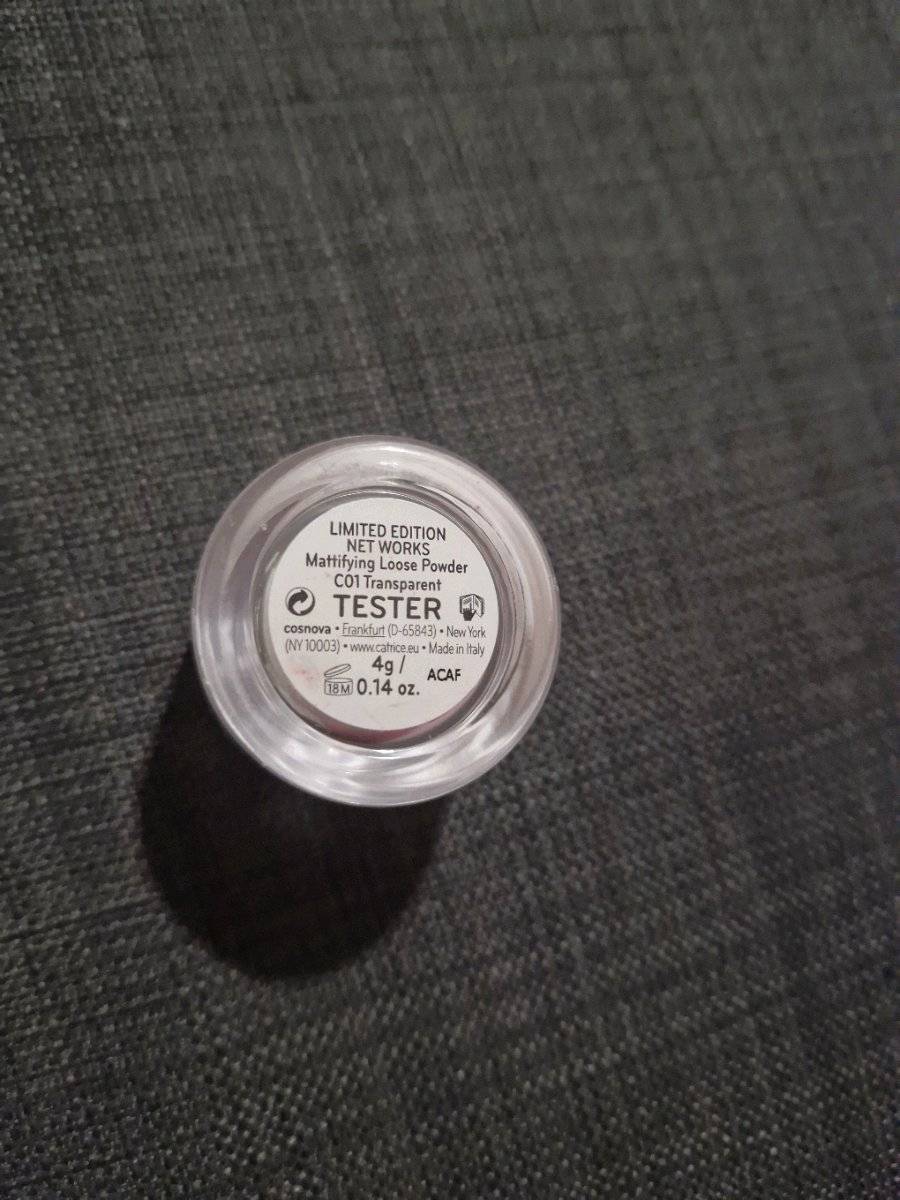 LIMITED EDITION
NET WORKS
Mattifying Loose Powder
C01 Transparent
TESTER
cosnova • Frankfurt (D-65843) • New York
(NY 10003) • www.catrice.eu • Made in Italy
4g /
0.14 oz.
18M
ACAF